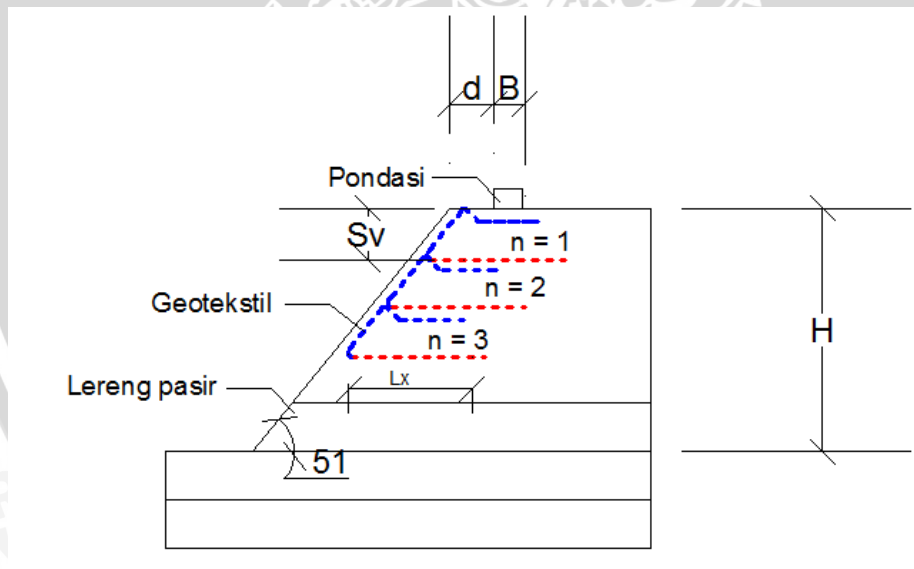 d B
Pondasi
Sv
n = 1
n = 2
Geotekstil
H
n = 3
Lx
Lereng pasir
51